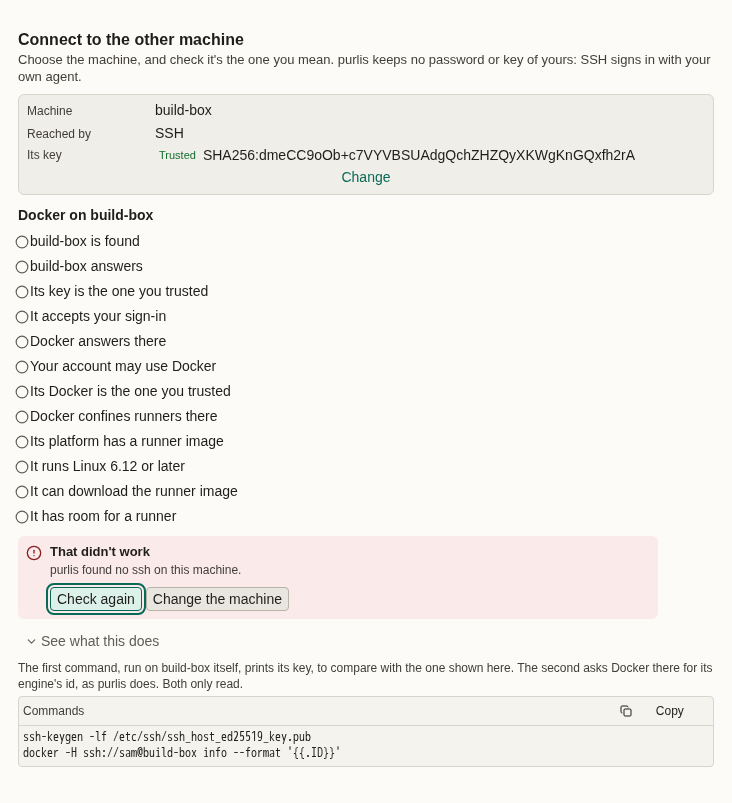 Connect to the other machine
Choose the machine, and check it's the one you mean. purlis keeps no password or key of yours: SSH signs in with your
own agent.
Machine build-box
Reached by SSH
Its key Trusted SHA256:dmeCC9oOb+c7VYVBSUAdgQchZHZQyXKWgKnGQxfh2rA
Change
Docker on build-box
build-box is found
build-box answers
Its key is the one you trusted
It accepts your sign-in
Docker answers there
Your account may use Docker
Its Docker is the one you trusted
Docker confines runners there
Its platform has a runner image
It runs Linux 6.12 or later
It can download the runner image
It has room for a runner
That didn't work
purlis found no ssh on this machine.
Check again Change the machine
See what this does
The first command, run on build-box itself, prints its key, to compare with the one shown here. The second asks Docker there for its
engine's id, as purlis does. Both only read.
Commands Copy
ssh-keygen -lf /etc/ssh/ssh_host_ed25519_key.pub
docker -H ssh://sam@build-box info --format '{{.ID}}'